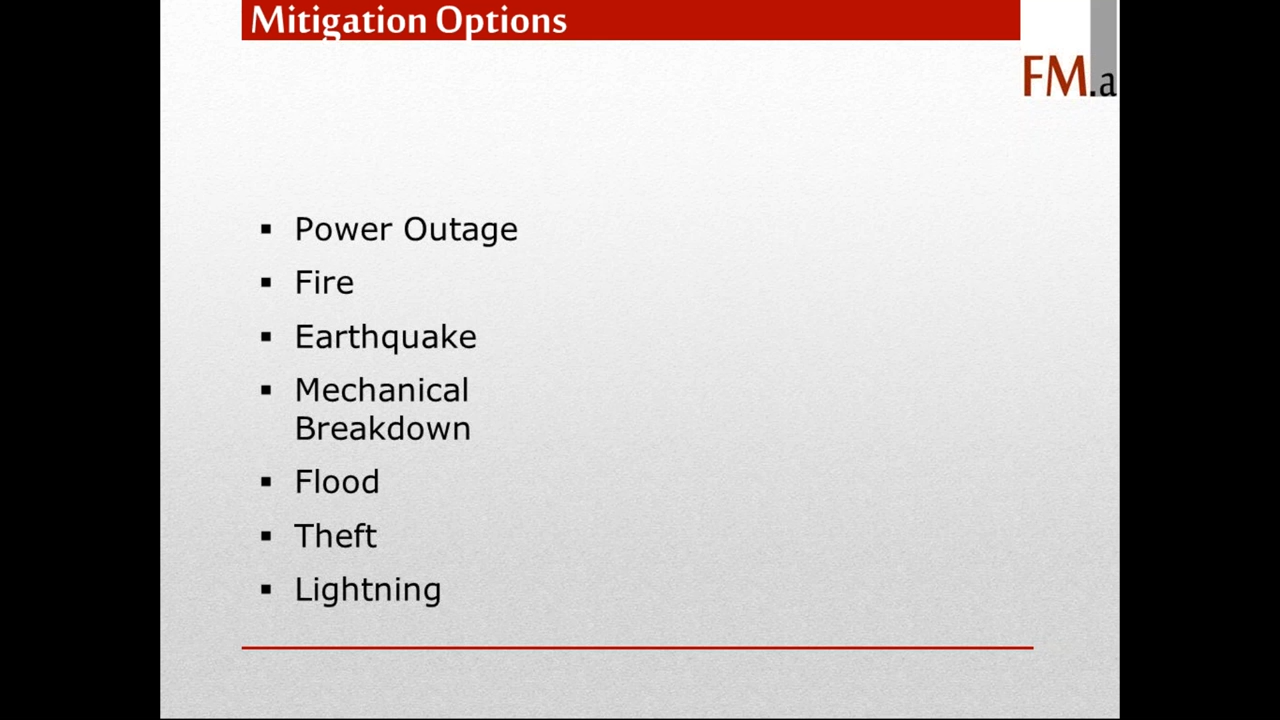 Mitigation Options
FM.a
▪ Power Outage
▪ Fire
▪ Earthquake
▪ Mechanical
Breakdown
▪ Flood
▪ Theft
▪ Lightning